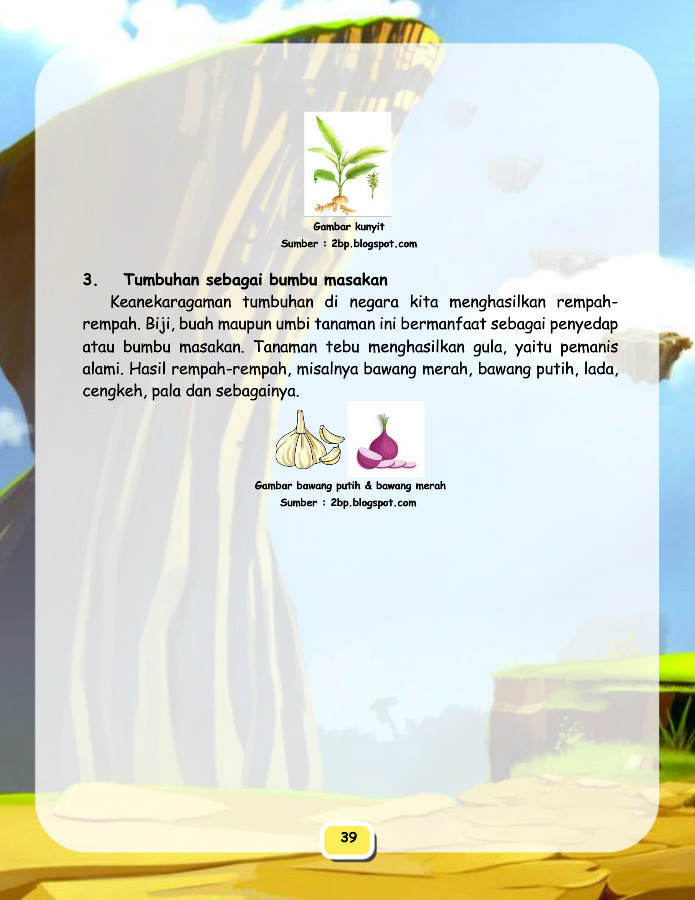 Gambar kunyit
Sumber : 2bp.blogspot.com
3. Tumbuhan sebagai bumbu masakan
Keanekaragaman tumbuhan di negara kita menghasilkan rempah-
rempah. Biji, buah maupun umbi tanaman ini bermanfaat sebagai penyedap
atau bumbu masakan. Tanaman tebu menghasilkan gula, yaitu pemanis
alami. Hasil rempah-rempah, misalnya bawang merah, bawang putih, lada,
cengkeh, pala dan sebagainya.
Gambar bawang putih & bawang merah
Sumber : 2bp.blogspot.com
39